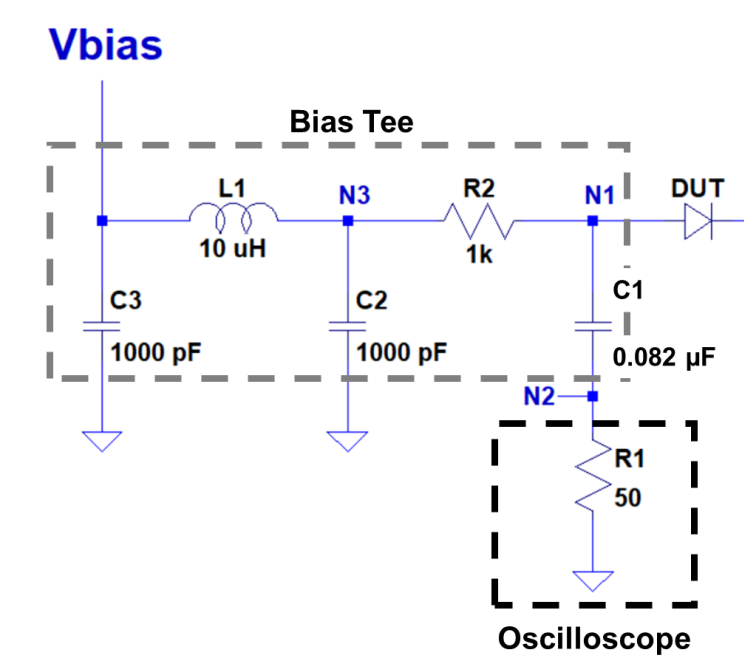 Vbias
Bias Tee
L1
N3
R2
N1
DUT
10 uH
1k
C3
C2
C1
1000 pF
1000 pF
0.082 µF
N2
R1
50
Oscilloscope